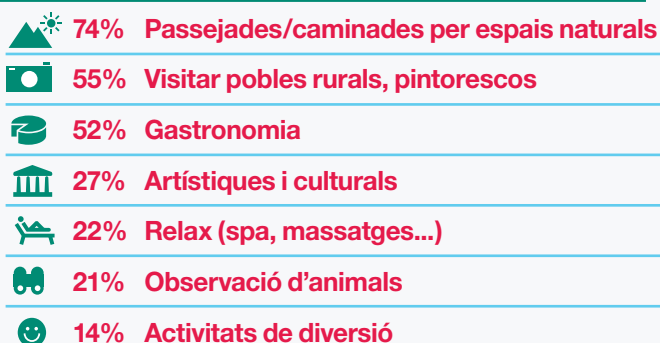 74% Passejades/caminades per espais naturals
55% Visitar pobles rurals, pintorescos
52% Gastronomia
27% Artístiques i culturals
22% Relax (spa, massatges...)
21% Observació d'animals
14% Activitats de diversió